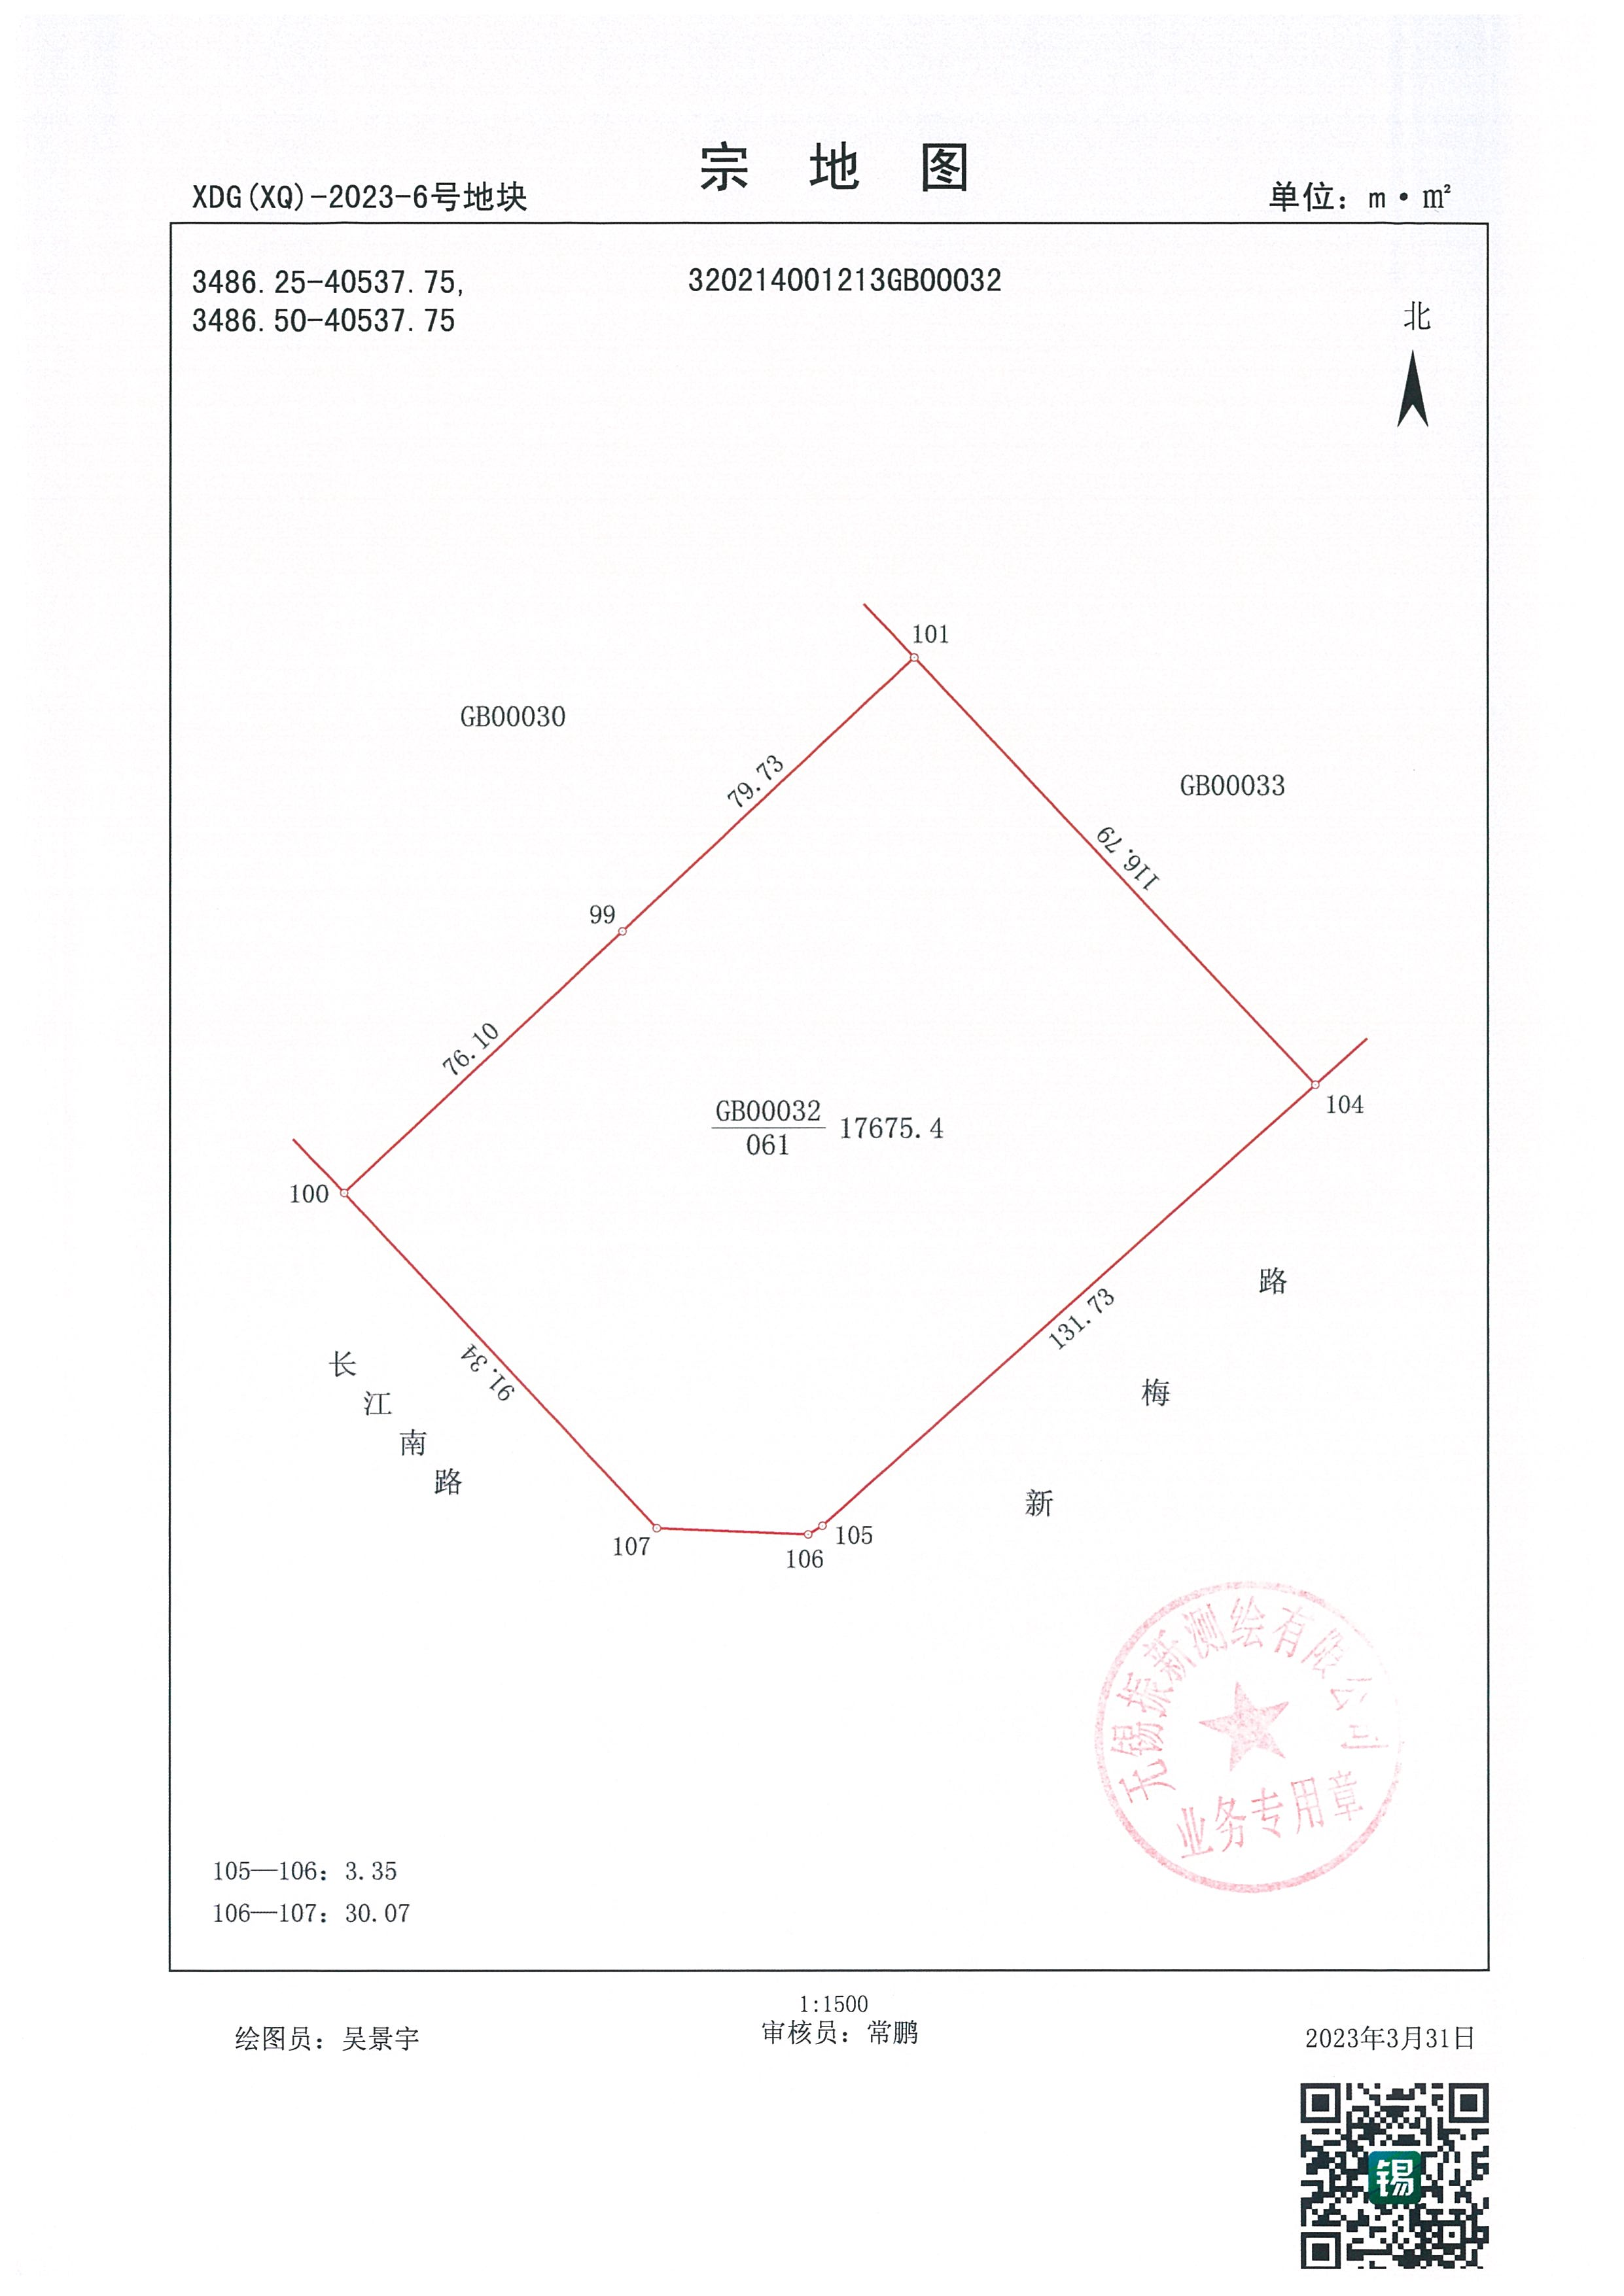 宗 地 图
XDG(XQ)-2023-6号地块
单位：m·m²
3486.25-40537.75,
3486.50-40537.75
320214001213GB00032
北
101
GB00030
79.73
GB00033
116.79
99
76.10
104
GB00032
061
17675.4
100
131.73
路
梅
新
91.34
长
江
南
路
107
105
106
无锡振新测绘有限公司
业务专用章
105—106：3.35
106—107：30.07
1:1500
绘图员：吴景宇
审核员：常鹏
2023年3月31日
锡